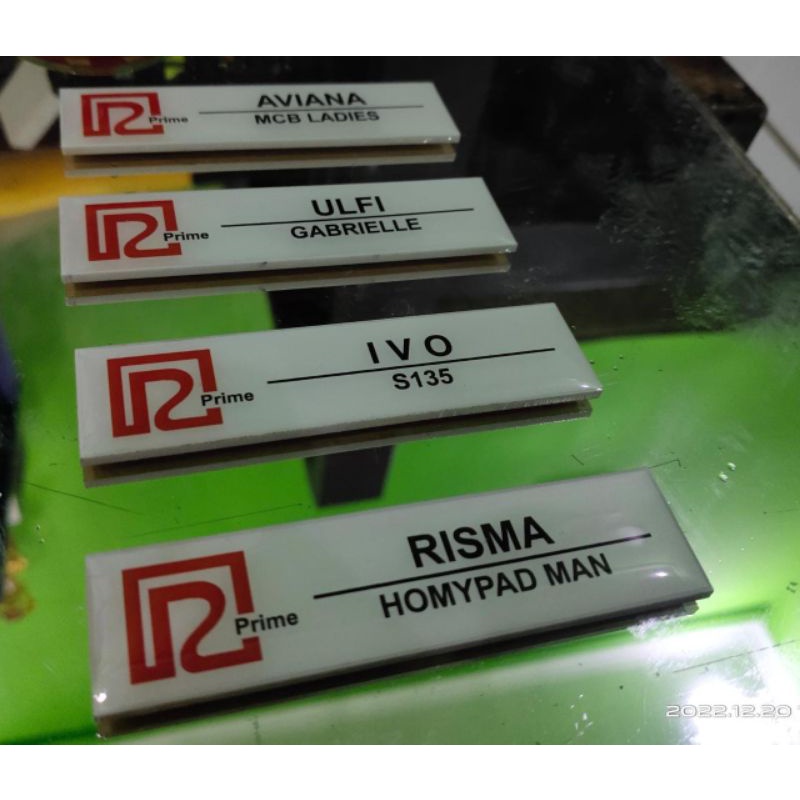 Prime
AVIANA
MCB LADIES
Prime
ULFI
GABRIELLE
Prime
I V O
S135
Prime
RISMA
HOMYPAD MAN
2022.12.20